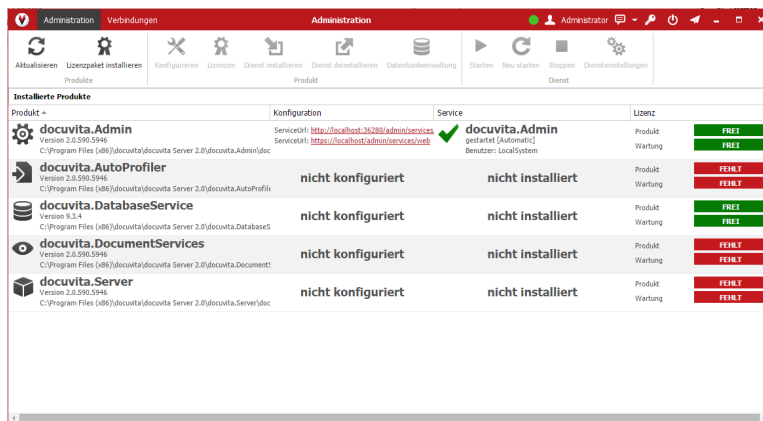 Administration Verbindungen Administration Administrator
Aktualisieren Lizenzpaket installieren Konfigurieren Lizenzen Dienst installieren Dienst deinstallieren Datenbankverwaltung Starten Neu starten Stoppen Diensteinstellungen
Produkte Produkt Dienst
Installierte Produkte
Produkt Konfiguration Service Lizenz
docuvita.Admin
Version 2.0.590.5946
C:\Program Files (x86)\docuvita\docuvita Server 2.0\docuvita.Admin\doc
ServiceUrl: http://localhost:36280/admin/services
ServiceUrl: https://localhost/admin/services/web
docuvita.Admin
gestartet [Automatic]
Benutzer: LocalSystem
Produkt FREI
Wartung FREI
docuvita.AutoProfiler
Version 2.0.590.5946
C:\Program Files (x86)\docuvita\docuvita Server 2.0\docuvita.AutoProfile
nicht konfiguriert
nicht installiert
Produkt FEHLT
Wartung FEHLT
docuvita.DatabaseService
Version 9.3.4
C:\Program Files (x86)\docuvita\docuvita Server 2.0\docuvita.DatabaseS
nicht konfiguriert
nicht installiert
Produkt FREI
Wartung FREI
docuvita.DocumentServices
Version 2.0.590.5946
C:\Program Files (x86)\docuvita\docuvita Server 2.0\docuvita.Document
nicht konfiguriert
nicht installiert
Produkt FEHLT
Wartung FEHLT
docuvita.Server
Version 2.0.590.5946
C:\Program Files (x86)\docuvita\docuvita Server 2.0\docuvita.Server\doc
nicht konfiguriert
nicht installiert
Produkt FEHLT
Wartung FEHLT